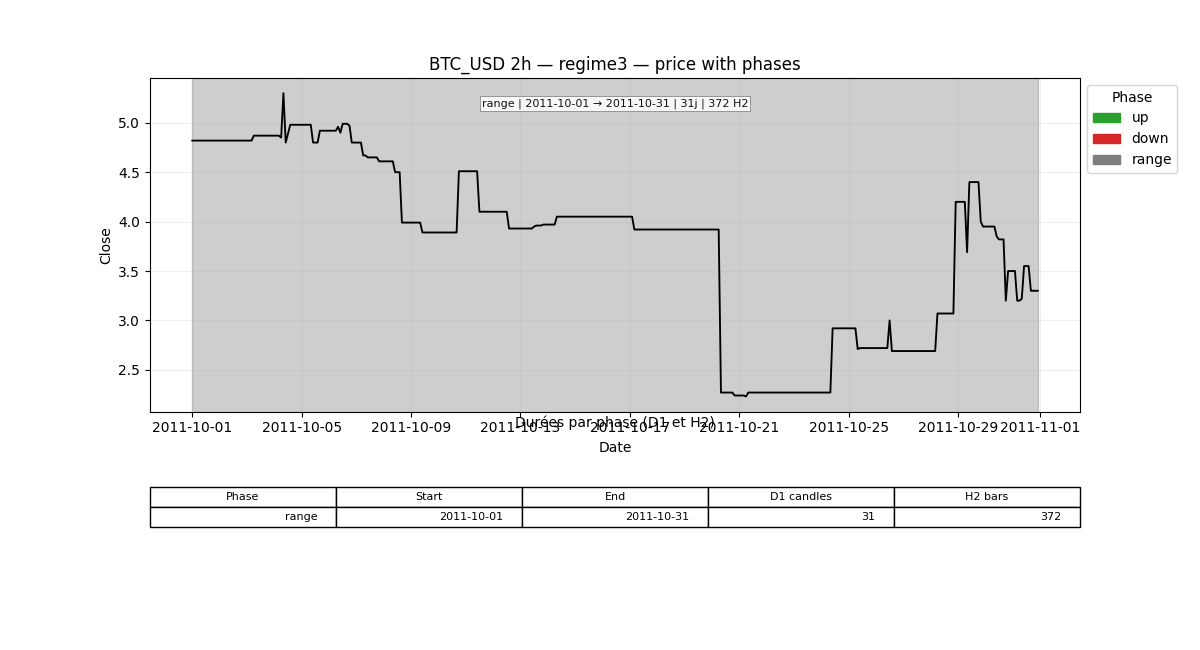 BTC_USD 2h — regime3 — price with phases
range | 2011-10-01 → 2011-10-31 | 31j | 372 H2
Phase
up
down
range
5.0
4.5
4.0
3.5
3.0
2.5
Close
Durées par phase (D1 et H2)
2011-10-01 2011-10-05 2011-10-09 2011-10-13 2011-10-17 2011-10-21 2011-10-25 2011-10-29 2011-11-01
Date
Phase Start End D1 candles H2 bars
range 2011-10-01 2011-10-31 31 372